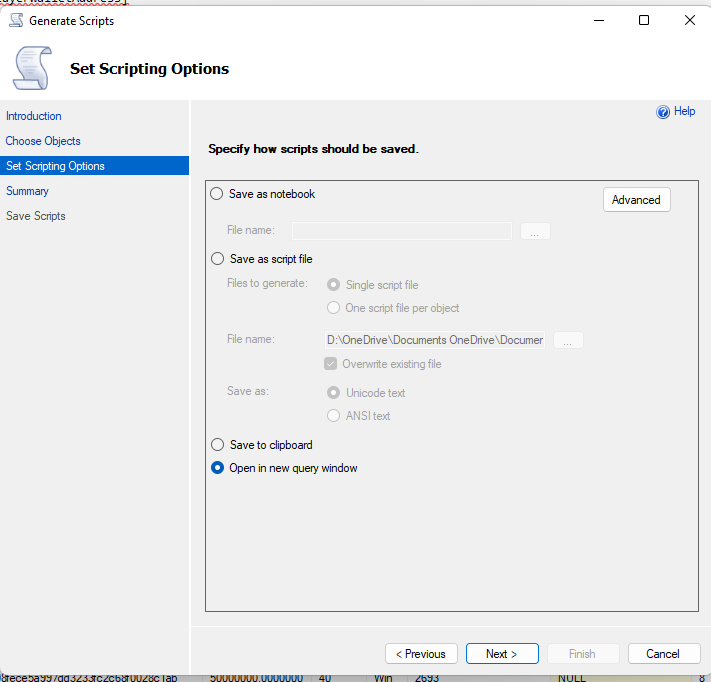 Generate Scripts
Set Scripting Options
Introduction
Choose Objects
Set Scripting Options
Summary
Save Scripts
Help
Specify how scripts should be saved.
Save as notebook
Advanced
File name:
...
Save as script file
Files to generate:
Single script file
One script file per object
File name:
D:\OneDrive\Documents OneDrive\Documer
...
Overwrite existing file
Save as:
Unicode text
ANSI text
Save to clipboard
Open in new query window
< Previous
Next >
Finish
Cancel
50000000.0000000 40 Win 2693 NULL 8